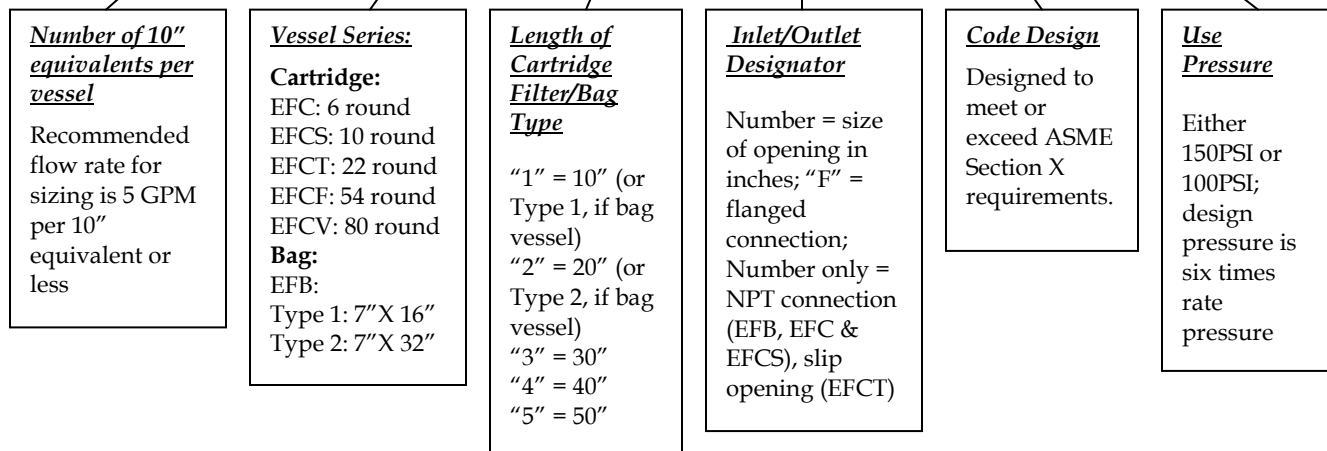 Number of 10"
equivalents per
vessel
Recommended
flow rate for
sizing is 5 GPM
per 10"
equivalent or
less
Vessel Series:
Cartridge:
EFC: 6 round
EFCS: 10 round
EFCT: 22 round
EFCF: 54 round
EFCV: 80 round
Bag:
EFB:
Type 1: 7"X 16"
Type 2: 7"X 32"
Length of
Cartridge
Filter/Bag
Type
"1" = 10" (or
Type 1, if bag
vessel)
"2" = 20" (or
Type 2, if bag
vessel)
"3" = 30"
"4" = 40"
"5" = 50"
Inlet/Outlet
Designator
Number = size
of opening in
inches; "F" =
flanged
connection;
Number only =
NPT connection
(EFB, EFC &
EFCS), slip
opening (EFCT)
Code Design
Designed to
meet or
exceed ASME
Section X
requirements.
Use
Pressure
Either
150PSI or
100PSI;
design
pressure is
six times
rate
pressure